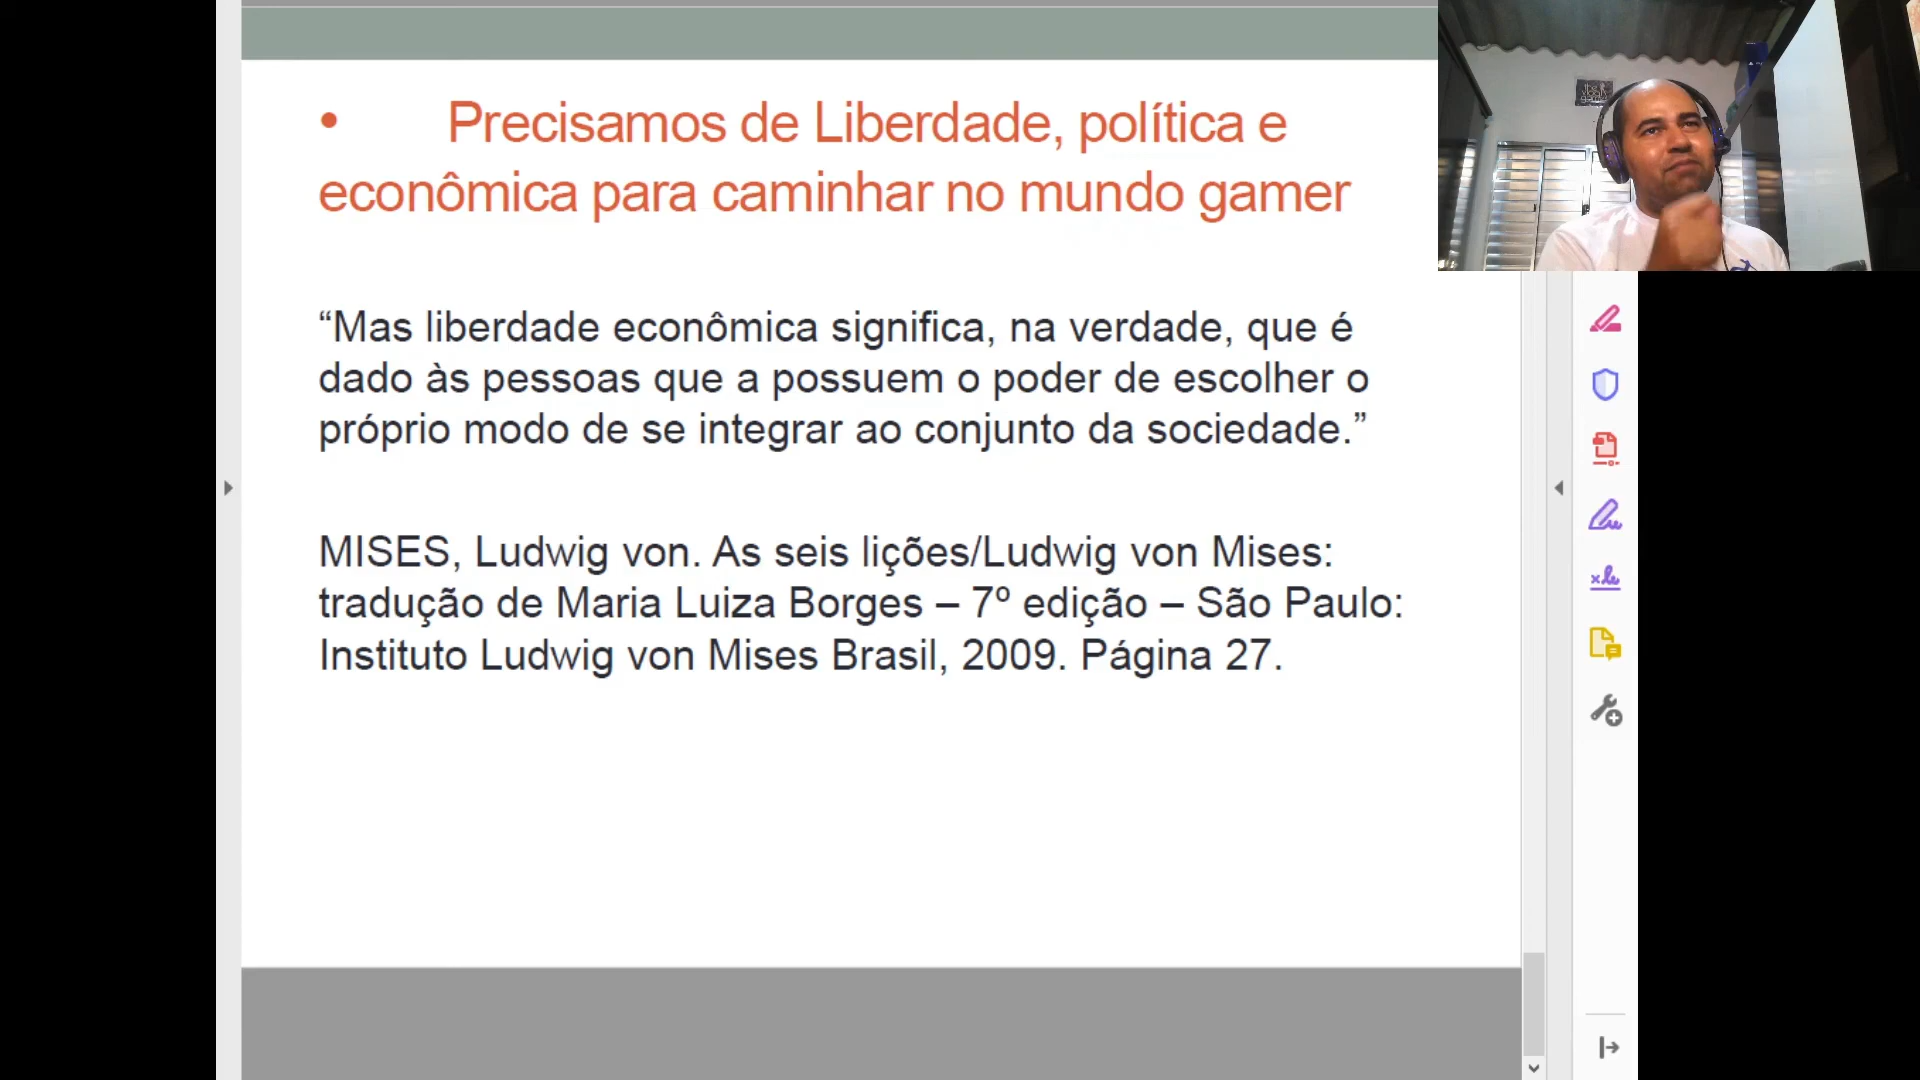 • Precisamos de Liberdade, política e
econômica para caminhar no mundo gamer
“Mas liberdade econômica significa, na verdade, que é
dado às pessoas que a possuem o poder de escolher o
próprio modo de se integrar ao conjunto da sociedade.”
MISES, Ludwig von. As seis lições/Ludwig von Mises:
tradução de Maria Luiza Borges – 7º edição – São Paulo:
Instituto Ludwig von Mises Brasil, 2009. Página 27.